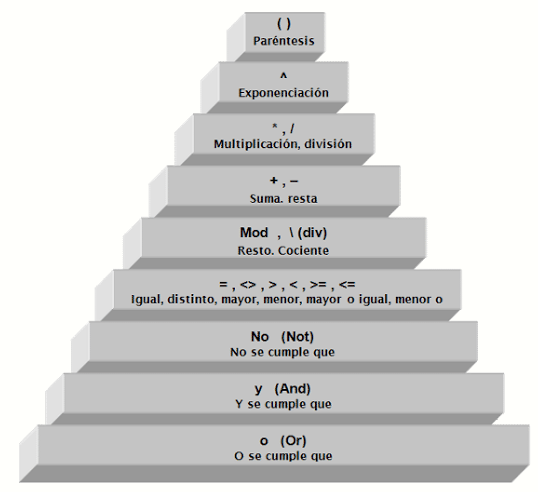 ( )
Paréntesis
^
Exponenciación
* , /
Multiplicación, división
+ , –
Suma. resta
Mod , \ (div)
Resto. Cociente
= , <> , > , < , >= , <=
Igual, distinto, mayor, menor, mayor o igual, menor o
No (Not)
No se cumple que
y (And)
Y se cumple que
o (Or)
O se cumple que